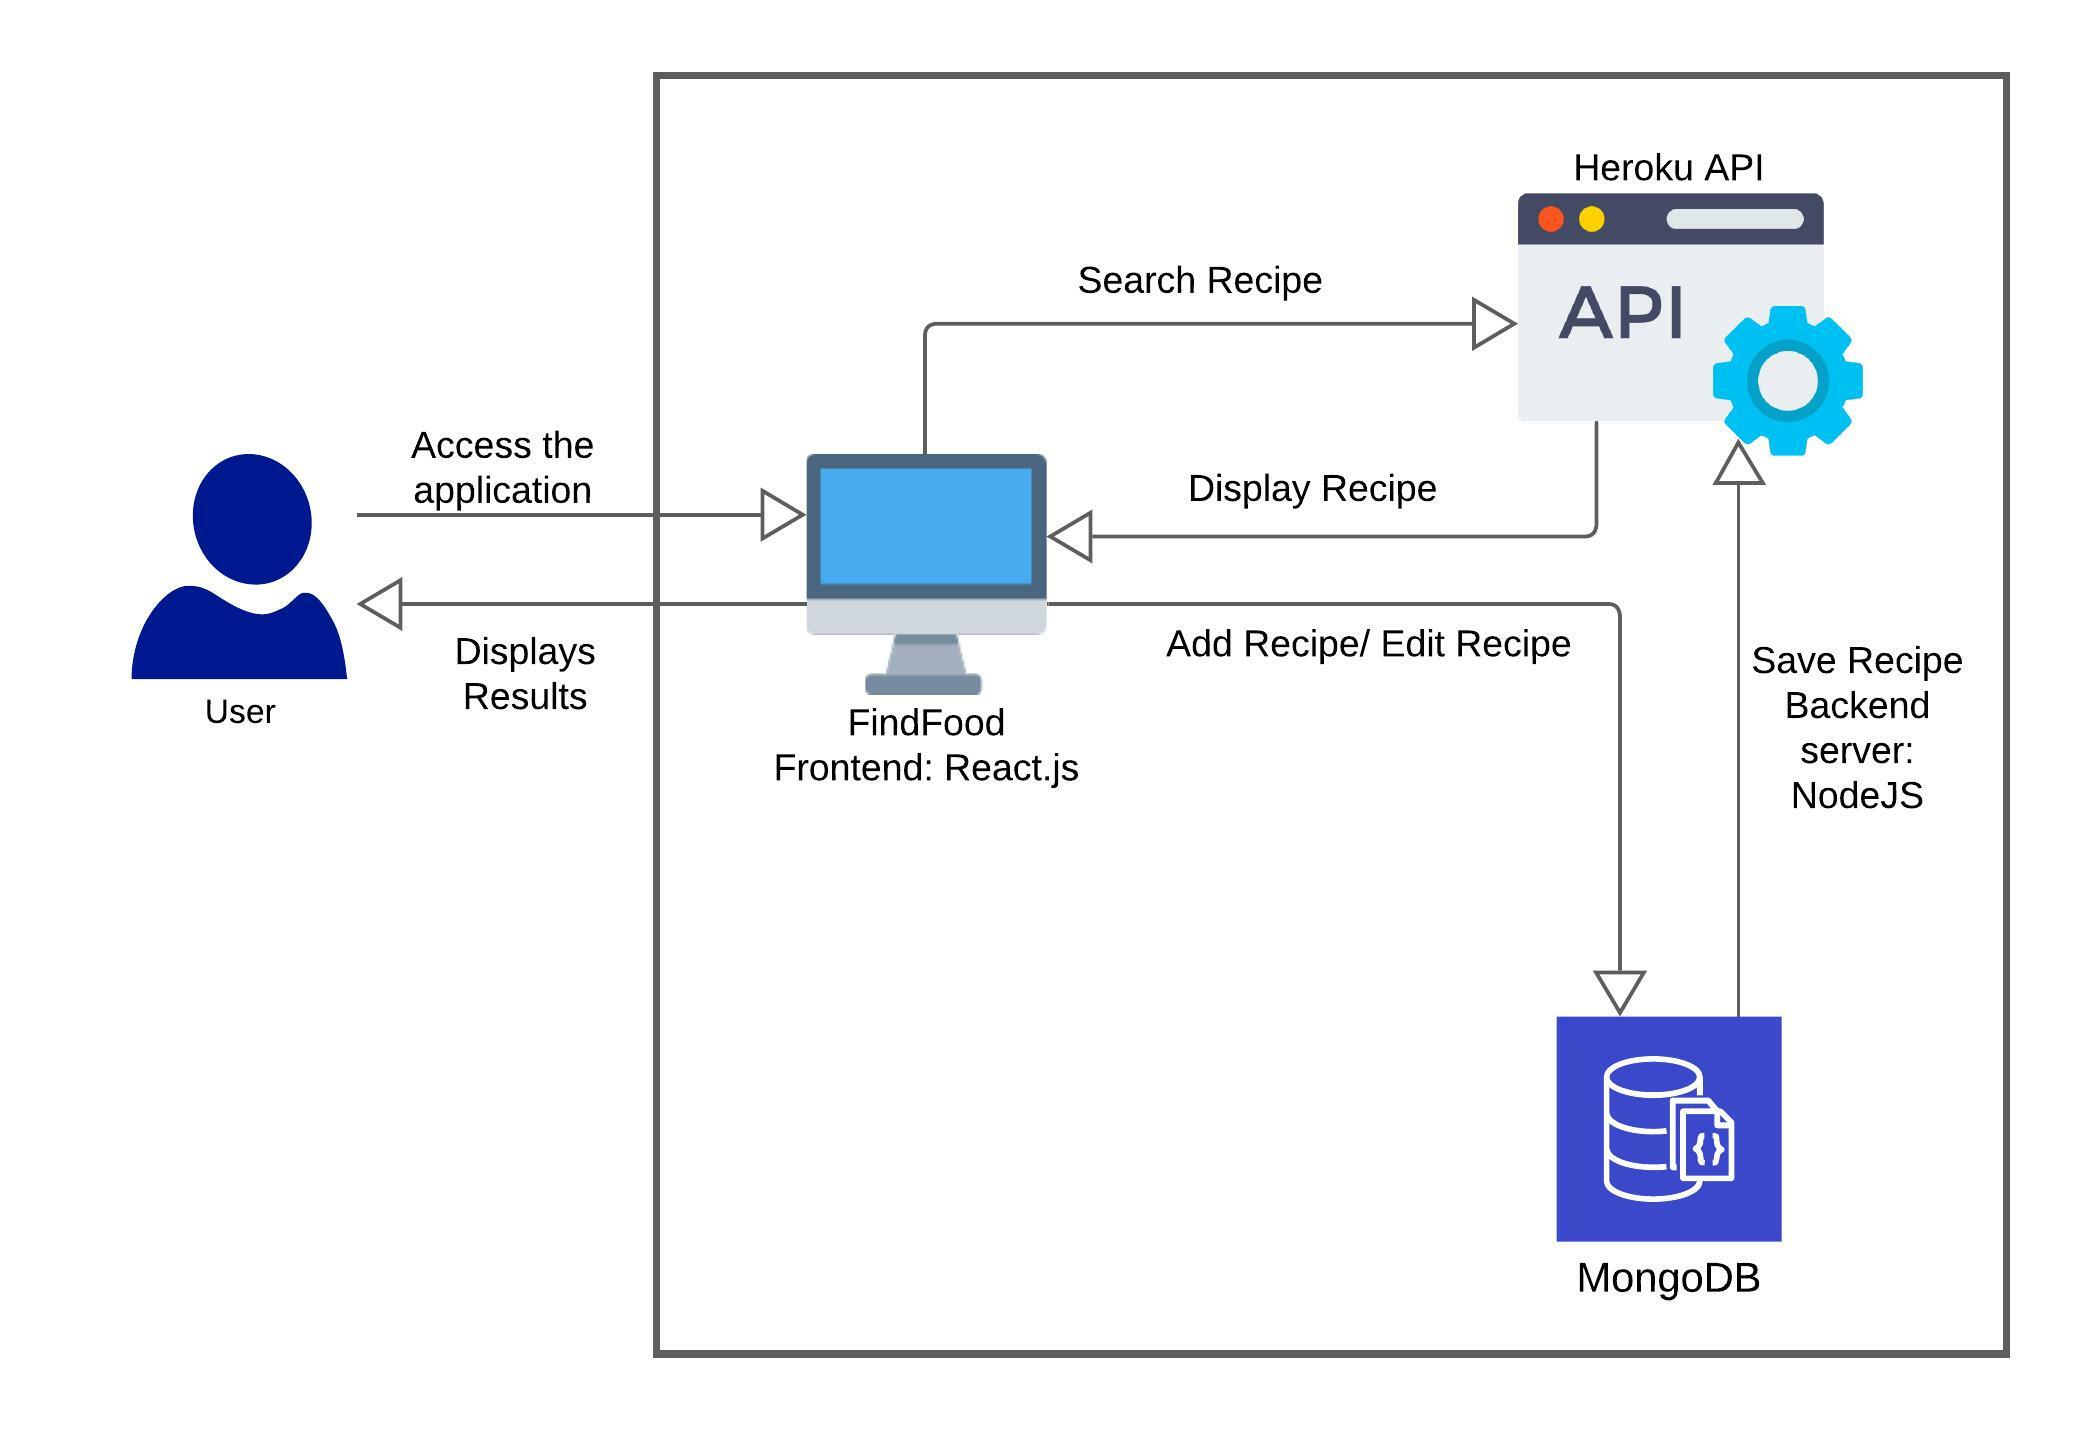 Heroku API
API
Search Recipe
Access the
application
Display Recipe
Displays
Results
Add Recipe/ Edit Recipe
Save Recipe
Backend
server:
NodeJS
User
FindFood
Frontend: React.js
{}
MongoDB